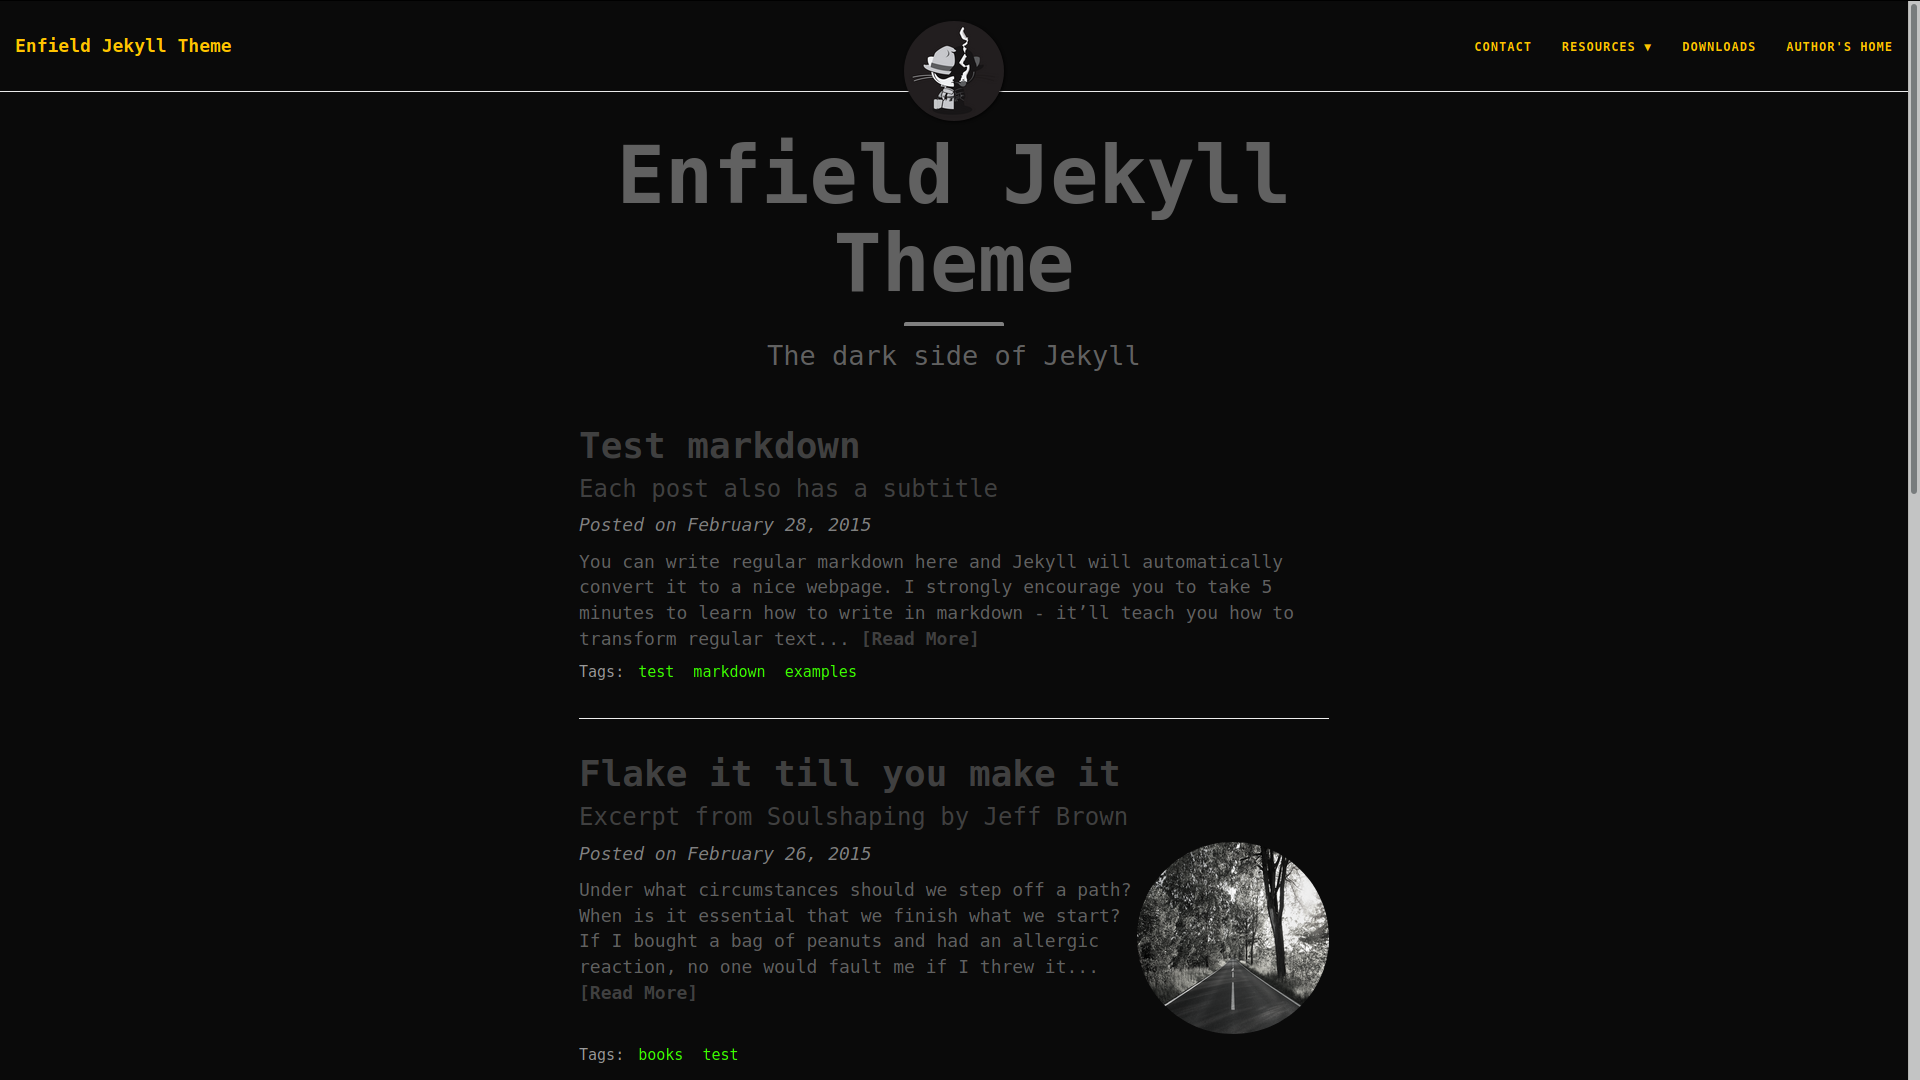 Enfield Jekyll Theme
CONTACT
RESOURCES ▼
DOWNLOADS
AUTHOR'S HOME
Enfield Jekyll
Theme
The dark side of Jekyll
Test markdown
Each post also has a subtitle
Posted on February 28, 2015
You can write regular markdown here and Jekyll will automatically
convert it to a nice webpage. I strongly encourage you to take 5
minutes to learn how to write in markdown - it’ll teach you how to
transform regular text... [Read More]
Tags: test markdown examples
Flake it till you make it
Excerpt from Soulshaping by Jeff Brown
Posted on February 26, 2015
Under what circumstances should we step off a path?
When is it essential that we finish what we start?
If I bought a bag of peanuts and had an allergic
reaction, no one would fault me if I threw it...
[Read More]
Tags: books test